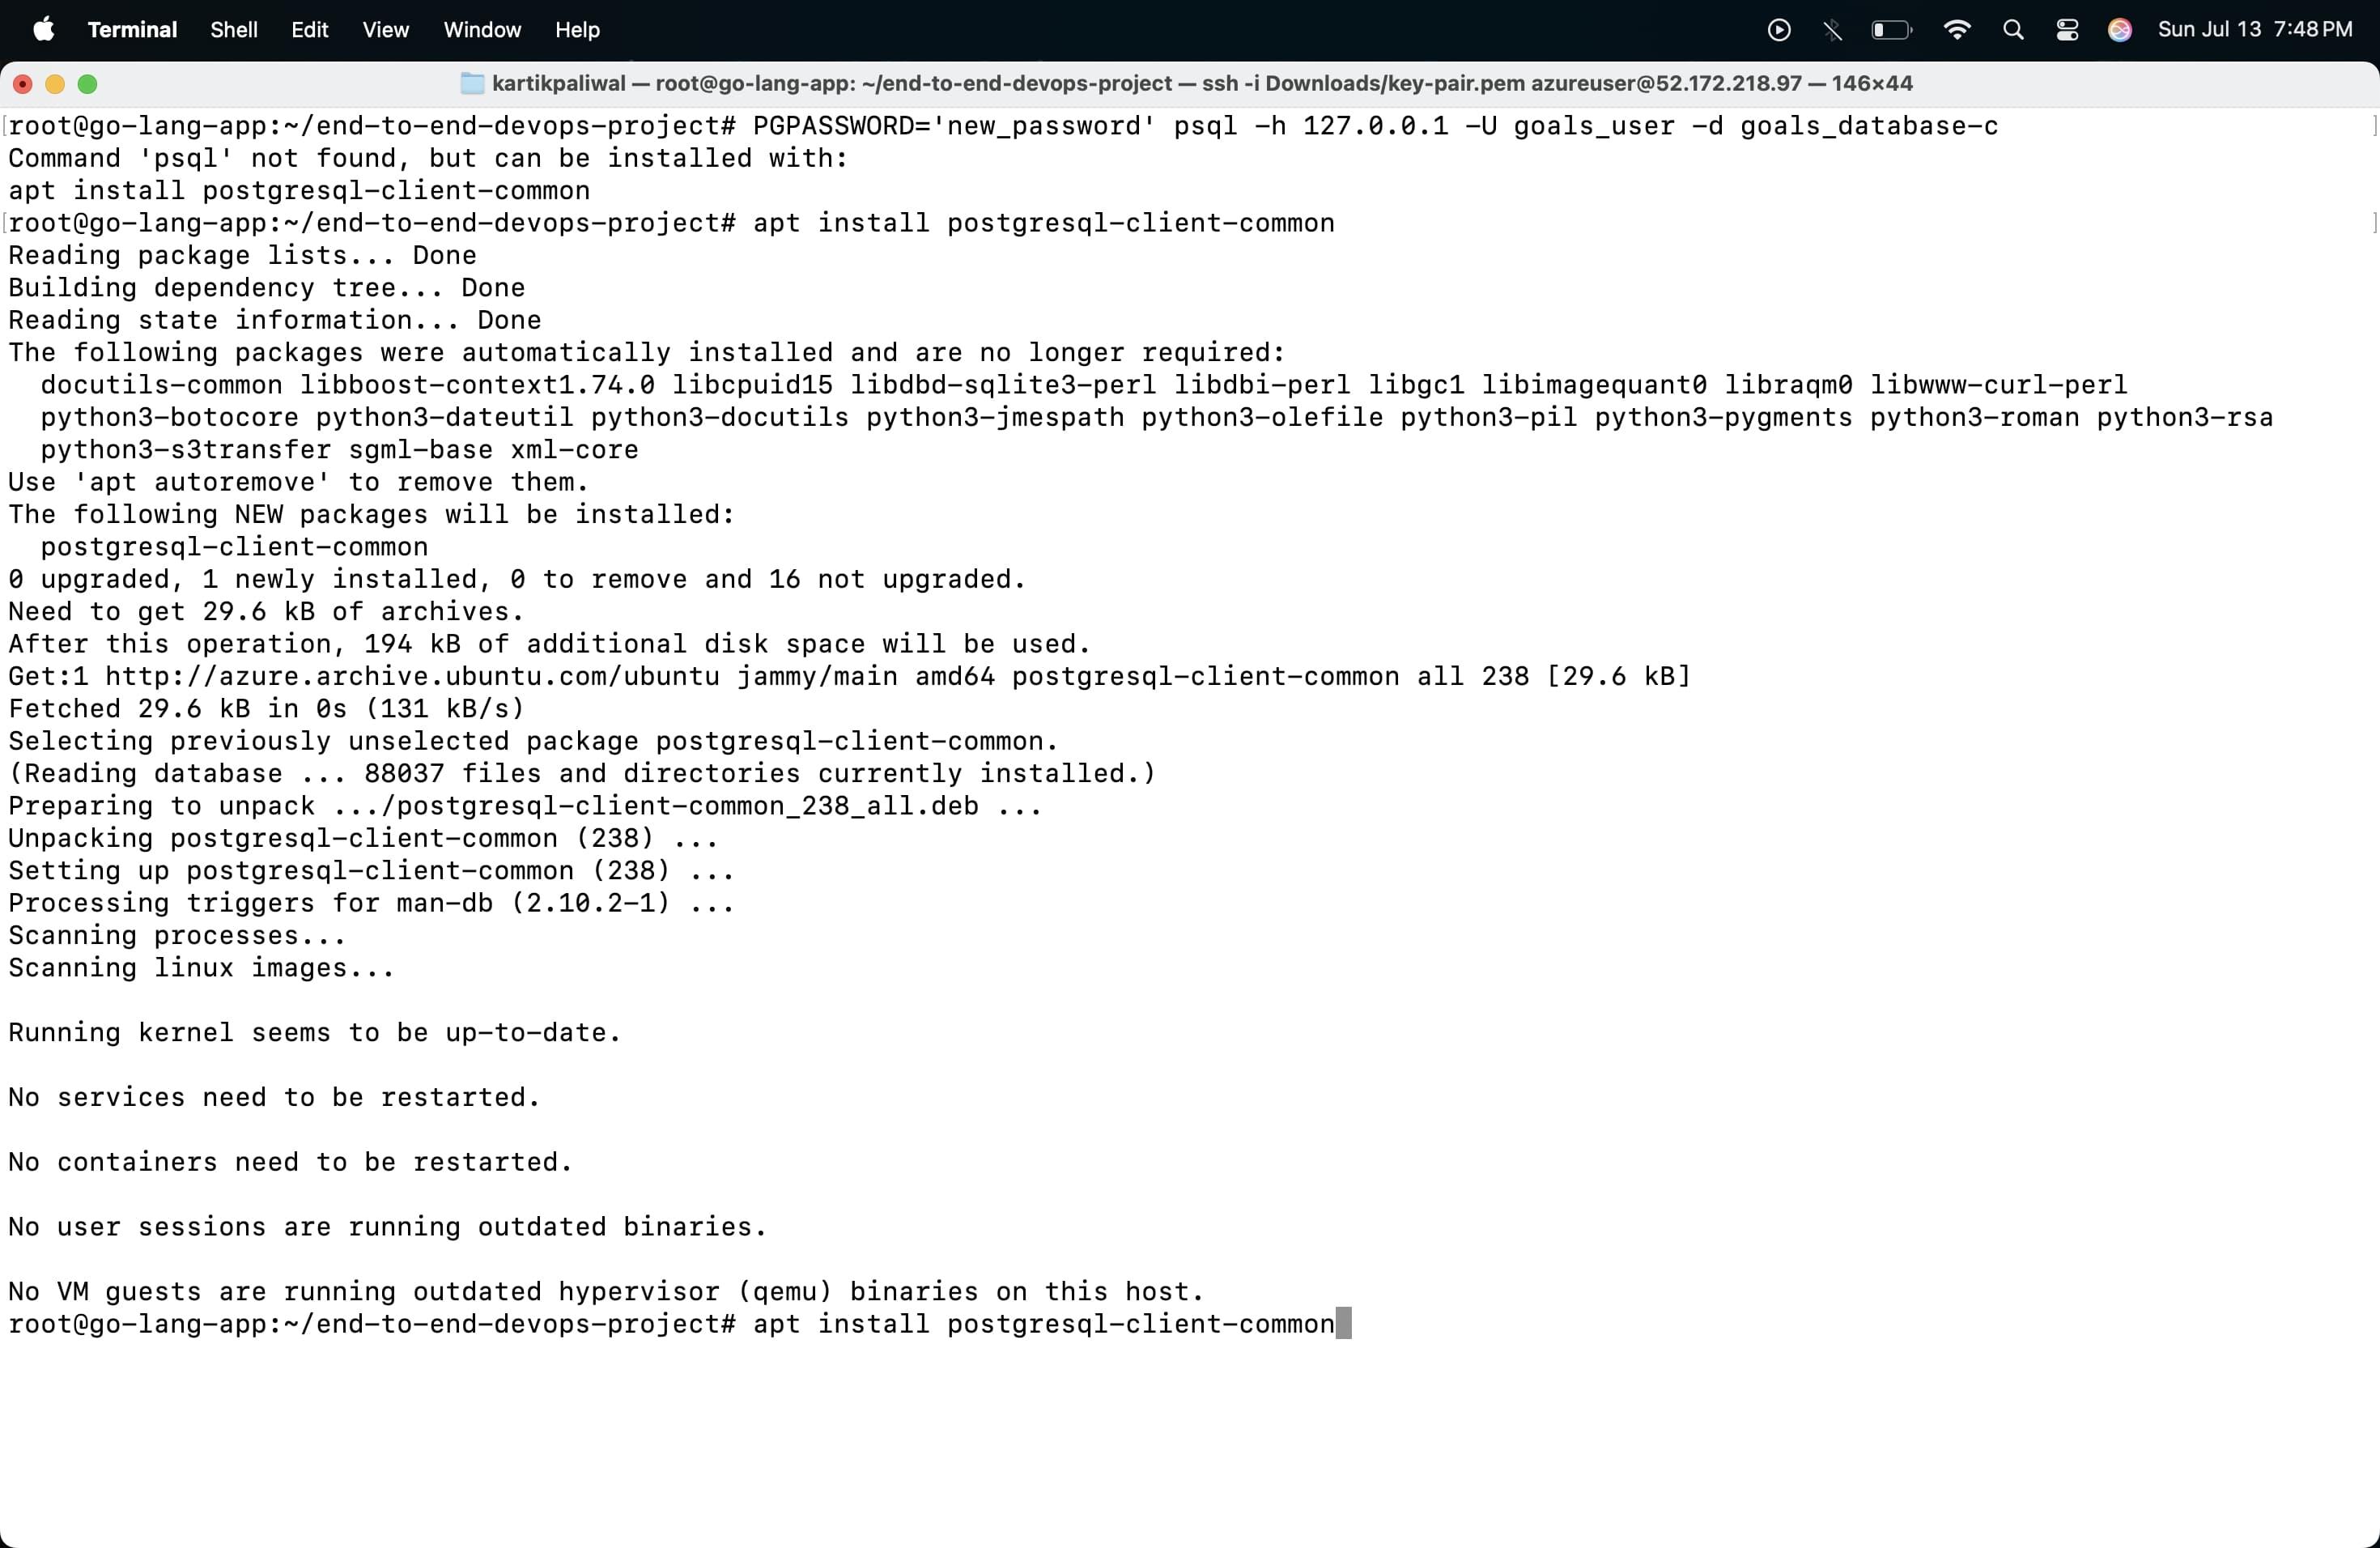 Terminal Shell Edit View Window Help Sun Jul 13 7:48 PM
kartikpaliwal — root@go-lang-app: ~/end-to-end-devops-project — ssh -i Downloads/key-pair.pem azureuser@52.172.218.97 — 146×44
[root@go-lang-app:~/end-to-end-devops-project# PGPASSWORD='new_password' psql -h 127.0.0.1 -U goals_user -d goals_database-c ]
Command 'psql' not found, but can be installed with:
apt install postgresql-client-common
[root@go-lang-app:~/end-to-end-devops-project# apt install postgresql-client-common ]
Reading package lists... Done
Building dependency tree... Done
Reading state information... Done
The following packages were automatically installed and are no longer required:
  docutils-common libboost-context1.74.0 libcpuid15 libdbd-sqlite3-perl libdbi-perl libgc1 libimagequant0 libraqm0 libwww-curl-perl
  python3-botocore python3-dateutil python3-docutils python3-jmespath python3-olefile python3-pil python3-pygments python3-roman python3-rsa
  python3-s3transfer sgml-base xml-core
Use 'apt autoremove' to remove them.
The following NEW packages will be installed:
  postgresql-client-common
0 upgraded, 1 newly installed, 0 to remove and 16 not upgraded.
Need to get 29.6 kB of archives.
After this operation, 194 kB of additional disk space will be used.
Get:1 http://azure.archive.ubuntu.com/ubuntu jammy/main amd64 postgresql-client-common all 238 [29.6 kB]
Fetched 29.6 kB in 0s (131 kB/s)
Selecting previously unselected package postgresql-client-common.
(Reading database ... 88037 files and directories currently installed.)
Preparing to unpack .../postgresql-client-common_238_all.deb ...
Unpacking postgresql-client-common (238) ...
Setting up postgresql-client-common (238) ...
Processing triggers for man-db (2.10.2-1) ...
Scanning processes...
Scanning linux images...
Running kernel seems to be up-to-date.
No services need to be restarted.
No containers need to be restarted.
No user sessions are running outdated binaries.
No VM guests are running outdated hypervisor (qemu) binaries on this host.
root@go-lang-app:~/end-to-end-devops-project# apt install postgresql-client-common